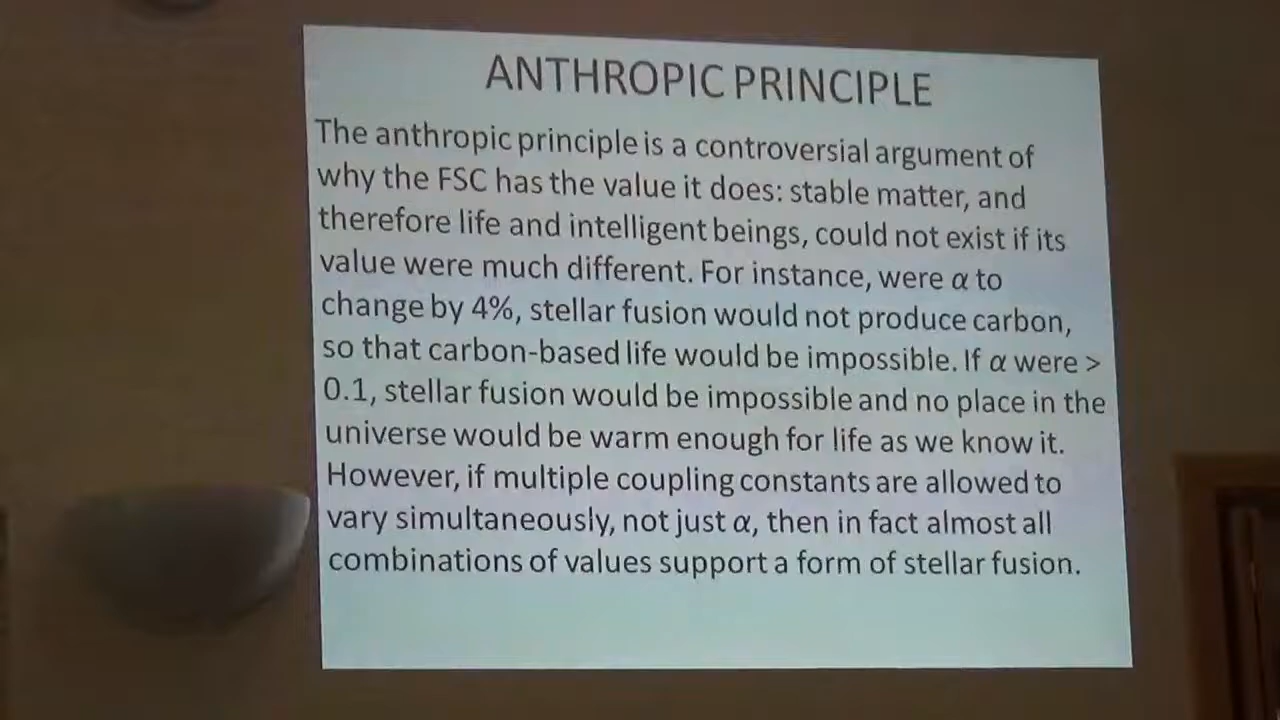 ANTHROPIC PRINCIPLE
The anthropic principle is a controversial argument of
why the FSC has the value it does: stable matter, and
therefore life and intelligent beings, could not exist if its
value were much different. For instance, were α to
change by 4%, stellar fusion would not produce carbon,
so that carbon-based life would be impossible. If α were >
0.1, stellar fusion would be impossible and no place in the
universe would be warm enough for life as we know it.
However, if multiple coupling constants are allowed to
vary simultaneously, not just α, then in fact almost all
combinations of values support a form of stellar fusion.